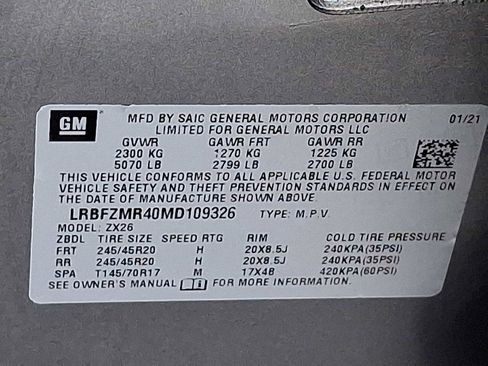 GM
MFD BY SAIC GENERAL MOTORS CORPORATION 01/21
LIMITED FOR GENERAL MOTORS LLC
GVWR GAWR FRT GAWR RR
2300 KG 1270 KG 1225 KG
5070 LB 2799 LB 2700 LB
THIS VEHICLE CONFORMS TO ALL APPLICABLE U.S. FEDERAL MOTOR
VEHICLE SAFETY AND THEFT PREVENTION STANDARDS IN EFFECT ON
THE DATE OF MANUFACTURE SHOWN ABOVE.
LRBFZMR40MD109326 TYPE: M.P.V.
MODEL: ZX26
ZBDL TIRE SIZE SPEED RTG RIM COLD TIRE PRESSURE
FRT 245/45R20 H 20X8.5J 240KPA(35PSI)
RR 245/45R20 H 20X8.5J 240KPA(35PSI)
SPA T145/70R17 M 17X4B 420KPA(60PSI)
SEE OWNER'S MANUAL FOR MORE INFORMATION.